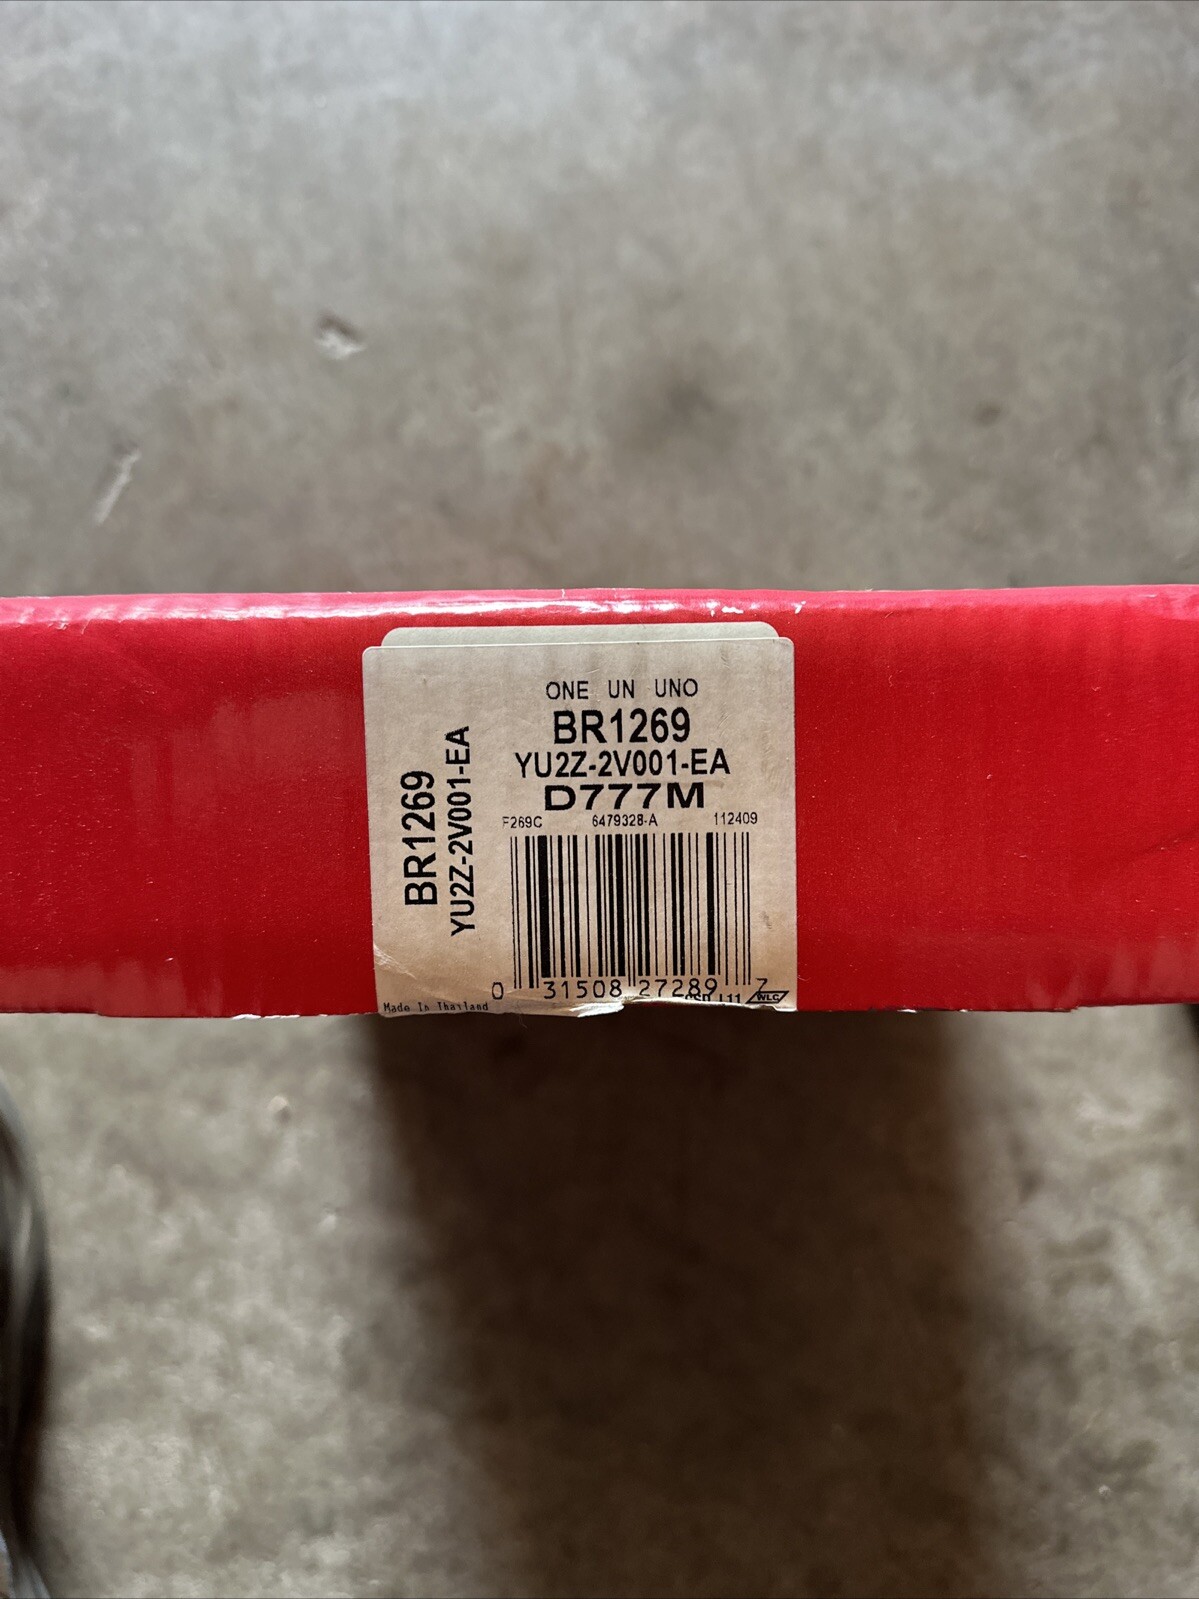 ONE UN UNO
BR1269
YU2Z-2V001-EA
D777M
F269C 6479328-A 112409
0 31508 27289 7
WLC
Made In Thailand
BR1269
YU2Z-2V001-EA